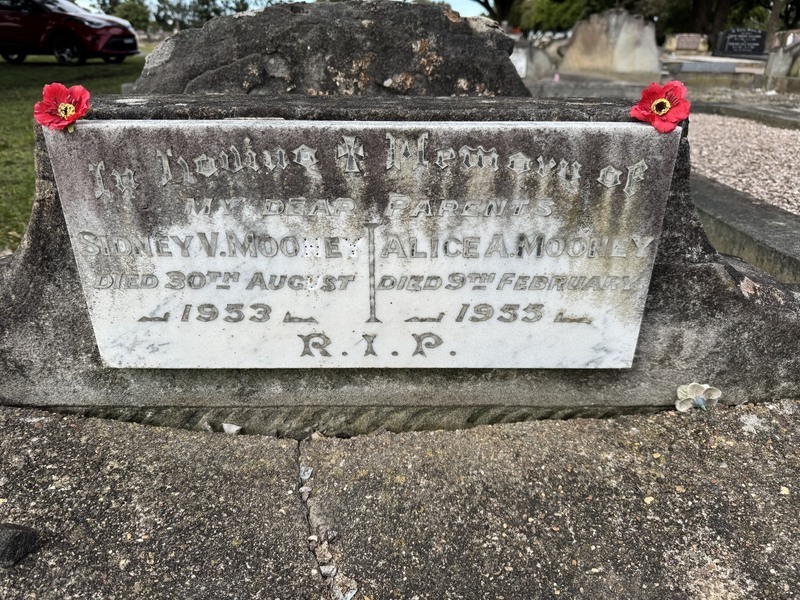 In loving ✠ Memory of
MY DEAR PARENTS
SIDNEY V. MOONEY
DIED 30TH AUGUST
1953
ALICE A. MOONEY
DIED 9TH FEBRUARY
1955
R.I.P.